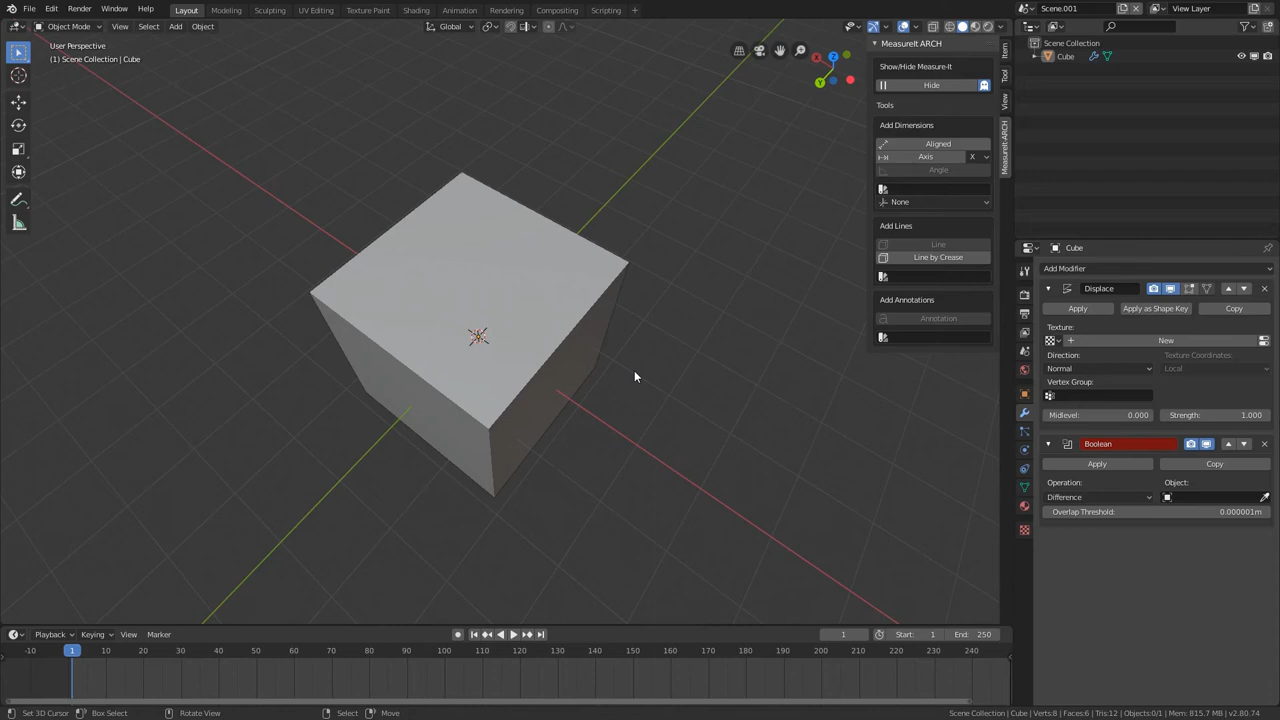 File Edit Render Window Help Layout Modeling Sculpting UV Editing Texture Paint Shading Animation Rendering Compositing Scripting Scene.001 View Layer
Object Mode View Select Add Object Global
User Perspective
(1) Scene Collection | Cube
X
Z
Y
MeasureIt ARCH
Show/Hide Measure-It
Hide
Tools
Add Dimensions
Aligned
Axis X
Angle
None
Add Lines
Line
Line by Crease
Add Annotations
Annotation
Item
Tool
View
MeasureIt-ARCH
Scene Collection
Cube
Cube
Add Modifier
Displace
Apply Apply as Shape Key Copy
Texture:
New
Direction: Texture Coordinates:
Normal Local
Vertex Group:
Midlevel: 0.000 Strength: 1.000
Boolean
Apply Copy
Operation: Object:
Difference
Overlap Threshold: 0.000001m
Playback Keying View Marker 1 Start: 1 End: 250
-10 1 10 20 30 40 50 60 70 80 90 100 110 120 130 140 150 160 170 180 190 200 210 220 230 240
Set 3D Cursor Box Select Rotate View Select Move Scene Collection | Cube | Verts:8 | Faces:6 | Tris:12 | Objects:0/1 | Mem: 815.7 MB | v2.80.74